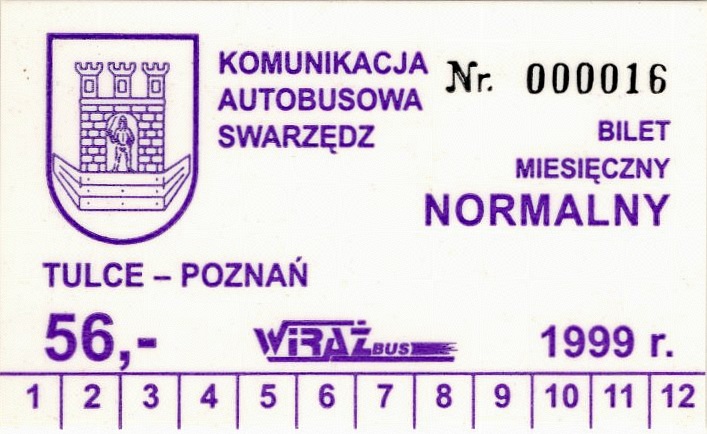 KOMUNIKACJA
AUTOBUSOWA
SWARZĘDZ
Nr. 000016
BILET
MIESIĘCZNY
NORMALNY
TULCE – POZNAŃ
56,-
WiRAŻ BUS
1999 r.
1 2 3 4 5 6 7 8 9 10 11 12